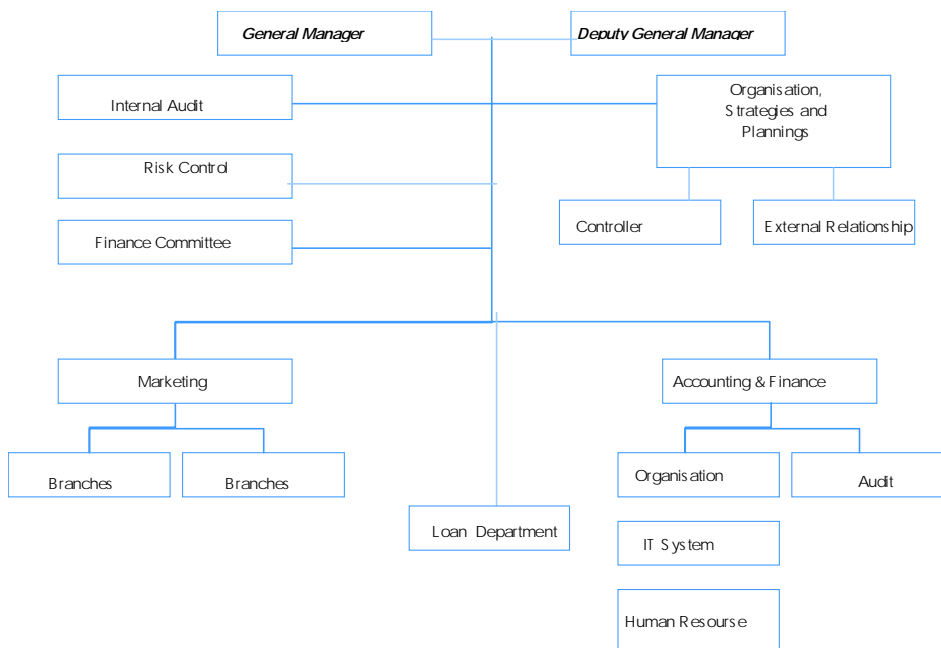 General Manager
Deputy General Manager
Internal Audit
Organisation,
Strategies and
Plannings
Risk Control
Controller
External Relationship
Finance Committee
Marketing
Accounting & Finance
Branches
Branches
Organisation
Audit
Loan Department
IT System
Human Resourse